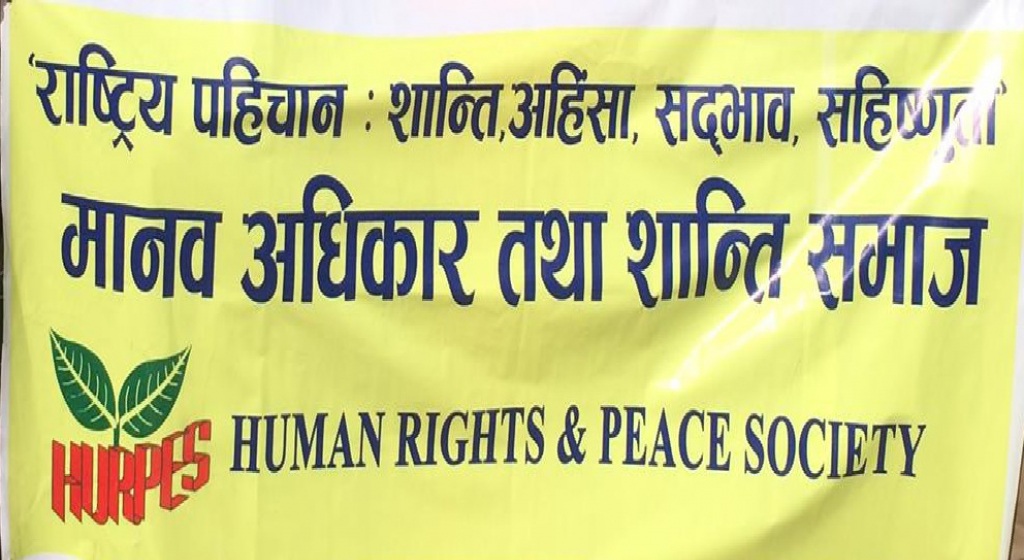 ‘राष्ट्रिय पहिचान : शान्ति,अहिंसा, सद्‌भाव, सहिष्णुता’
मानव अधिकार तथा शान्ति समाज
HURPES
HUMAN RIGHTS & PEACE SOCIETY